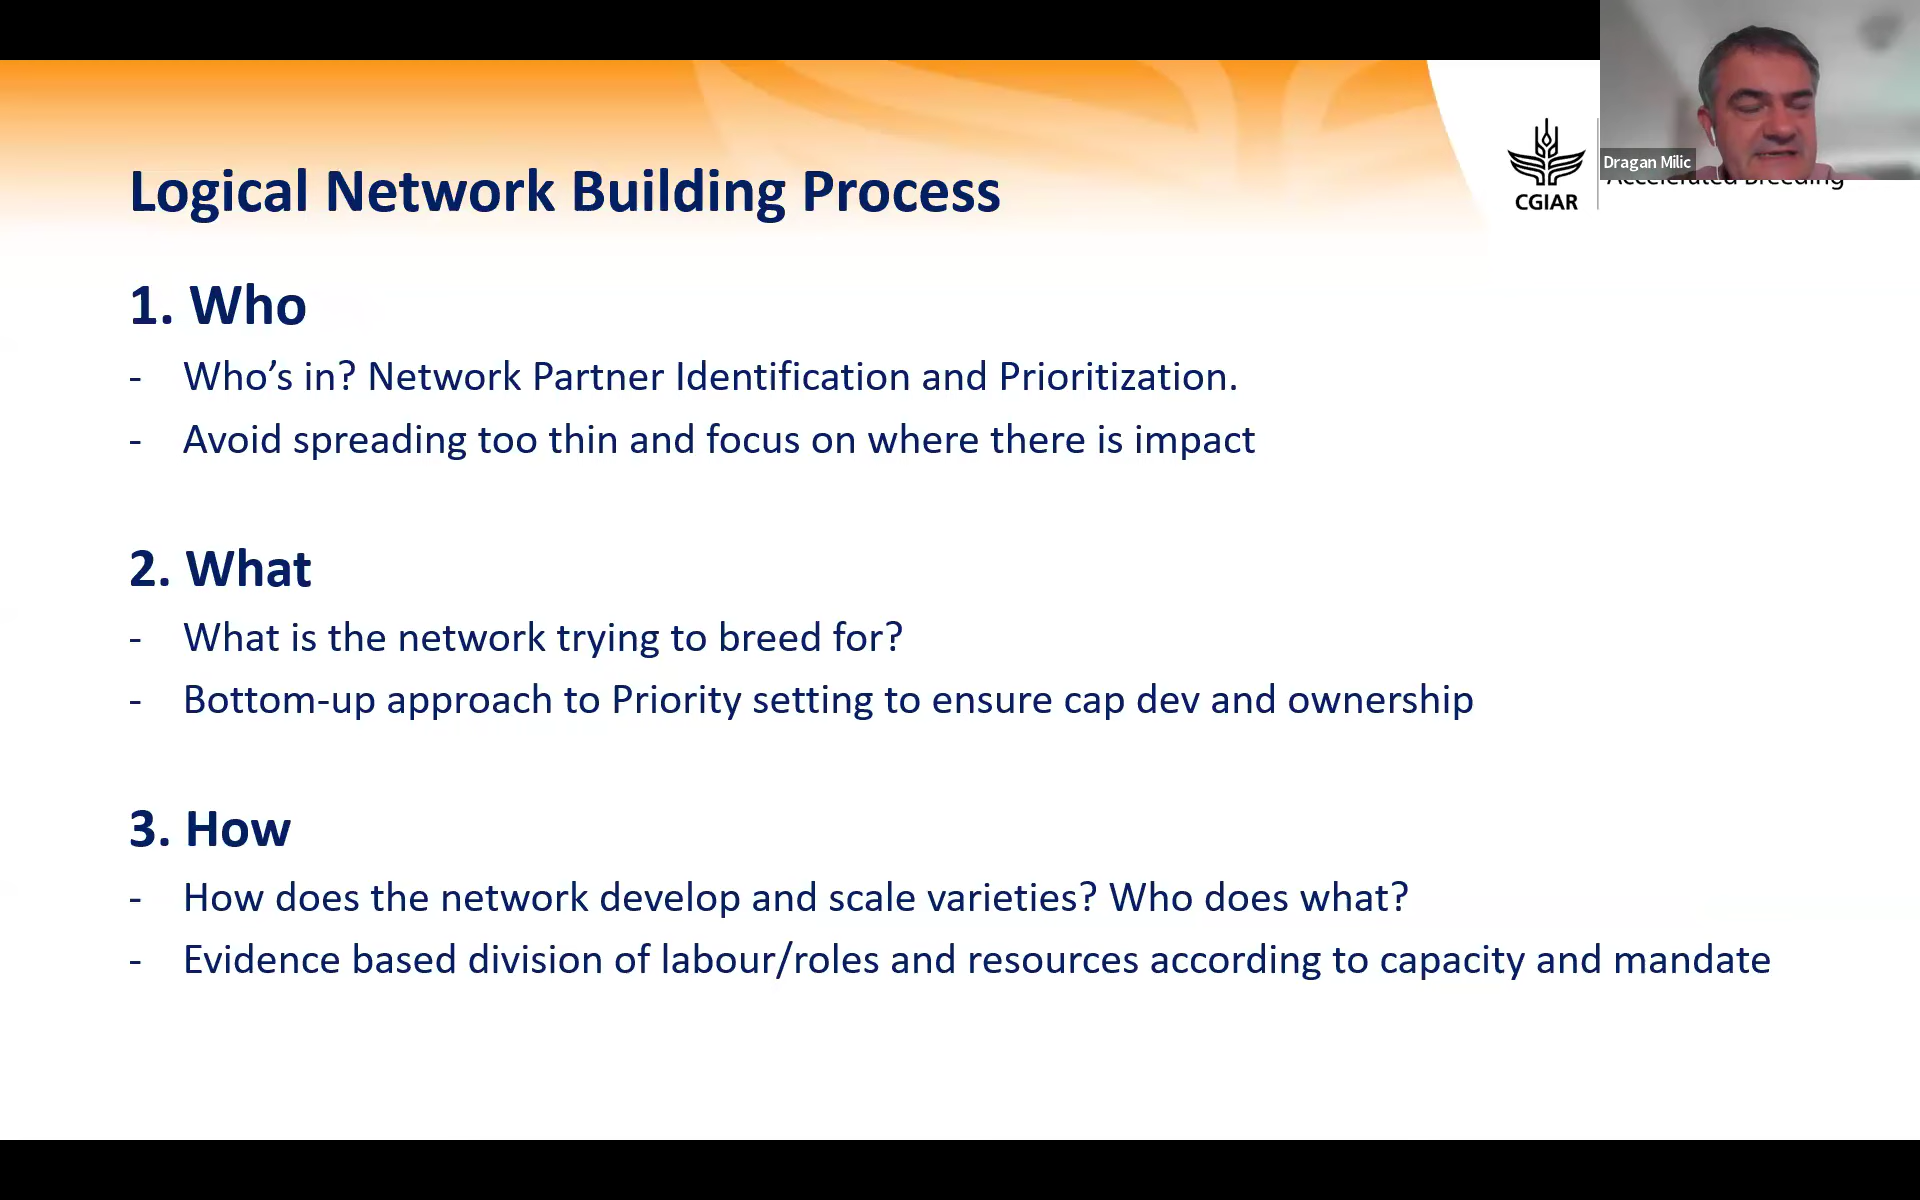 Dragan Milic
CGIAR
Accelerated Breeding
Logical Network Building Process
1. Who
- Who’s in? Network Partner Identification and Prioritization.
- Avoid spreading too thin and focus on where there is impact
2. What
- What is the network trying to breed for?
- Bottom-up approach to Priority setting to ensure cap dev and ownership
3. How
- How does the network develop and scale varieties? Who does what?
- Evidence based division of labour/roles and resources according to capacity and mandate